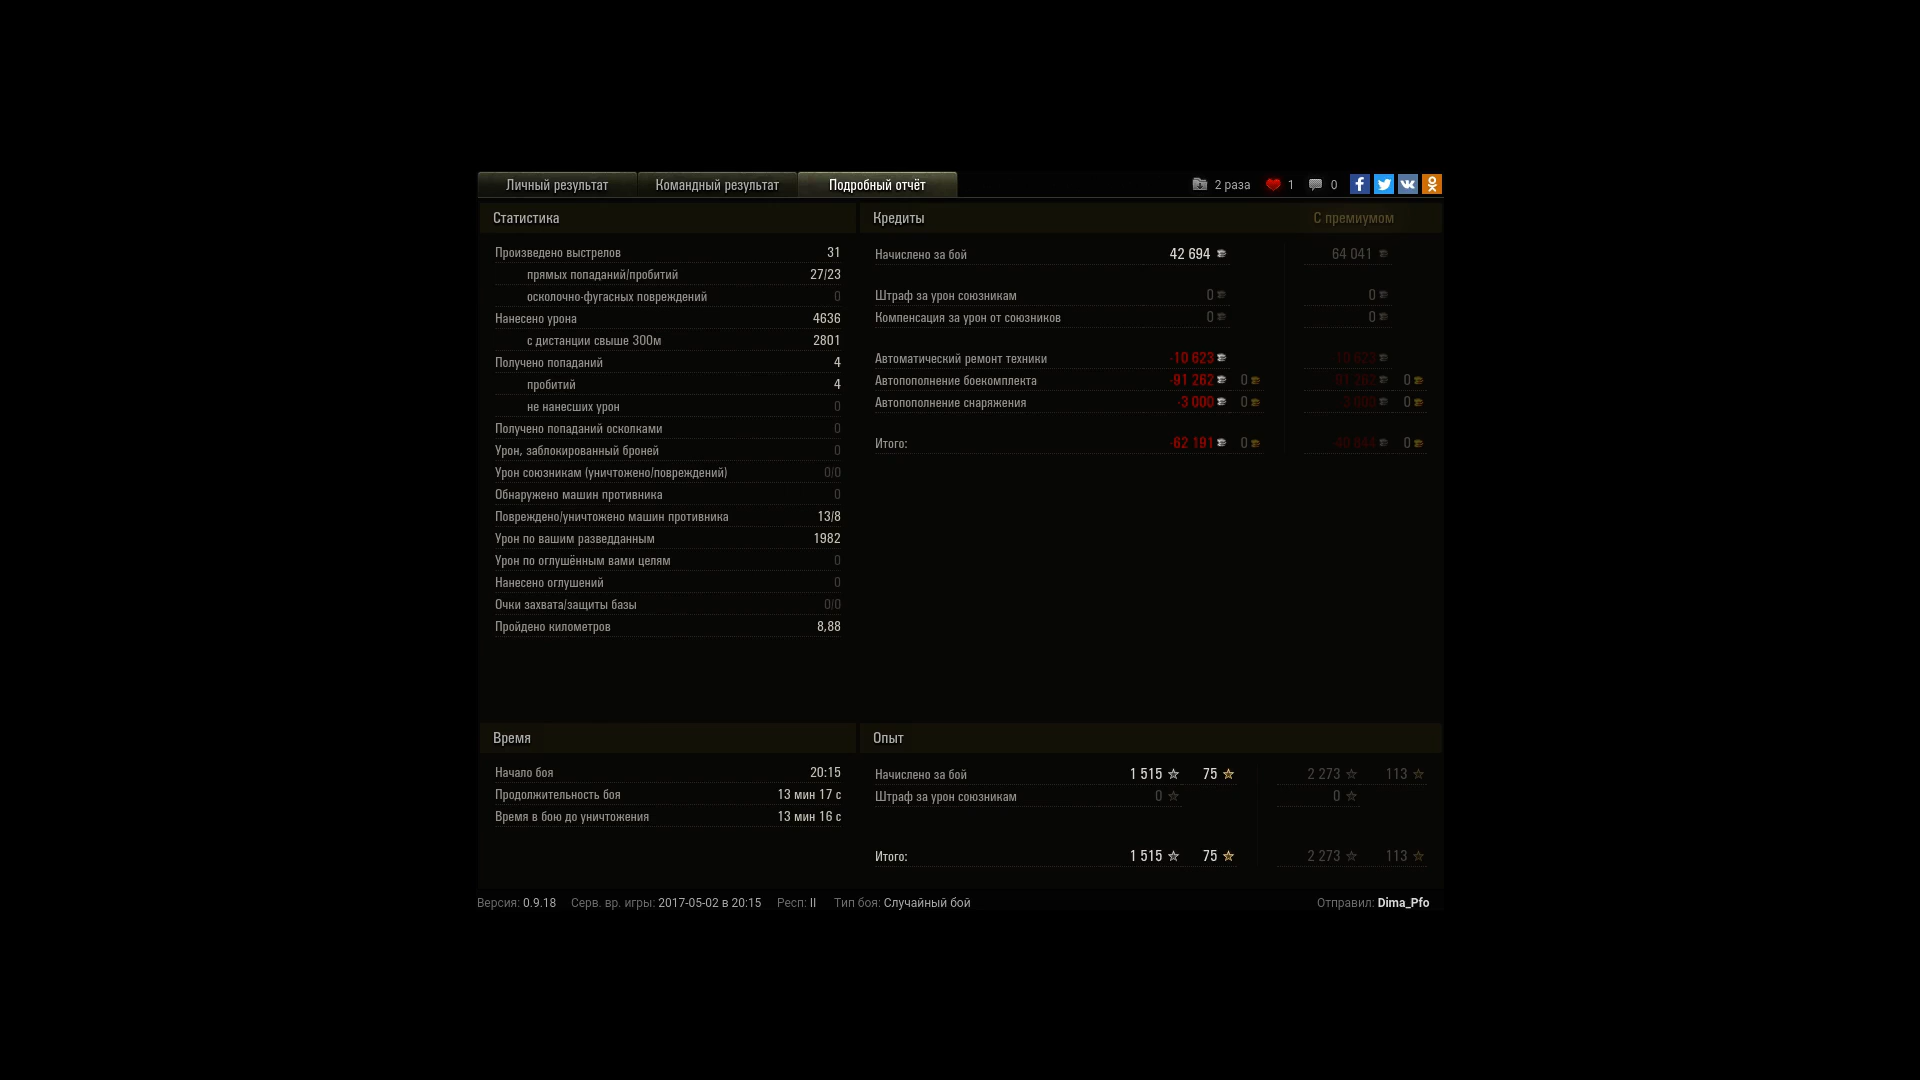 Личный результат Командный результат Подробный отчёт 2 раза 1 0
Статистика
Произведено выстрелов 31
прямых попаданий/пробитий 27/23
осколочно-фугасных повреждений 0
Нанесено урона 4636
с дистанции свыше 300м 2801
Получено попаданий 4
пробитий 4
не нанесших урон 0
Получено попаданий осколками 0
Урон, заблокированный броней 0
Урон союзникам (уничтожено/повреждений) 0/0
Обнаружено машин противника 0
Повреждено/уничтожено машин противника 13/8
Урон по вашим разведданным 1982
Урон по оглушённым вами целям 0
Нанесено оглушений 0
Очки захвата/защиты базы 0/0
Пройдено километров 8,88
Кредиты С премиумом
Начислено за бой 42 694 64 041
Штраф за урон союзникам 0 0
Компенсация за урон от союзников 0 0
Автоматический ремонт техники -10 623 -10 623
Автопополнение боекомплекта -91 262 0 -91 262 0
Автопополнение снаряжения -3 000 0 -3 000 0
Итого: -62 191 0 -40 844 0
Время
Начало боя 20:15
Продолжительность боя 13 мин 17 с
Время в бою до уничтожения 13 мин 16 с
Опыт
Начислено за бой 1 515 75 2 273 113
Штраф за урон союзникам 0 0
Итого: 1 515 75 2 273 113
Версия: 0.9.18 Серв. вр. игры: 2017-05-02 в 20:15 Респ: II Тип боя: Случайный бой Отправил: Dima_Pfo